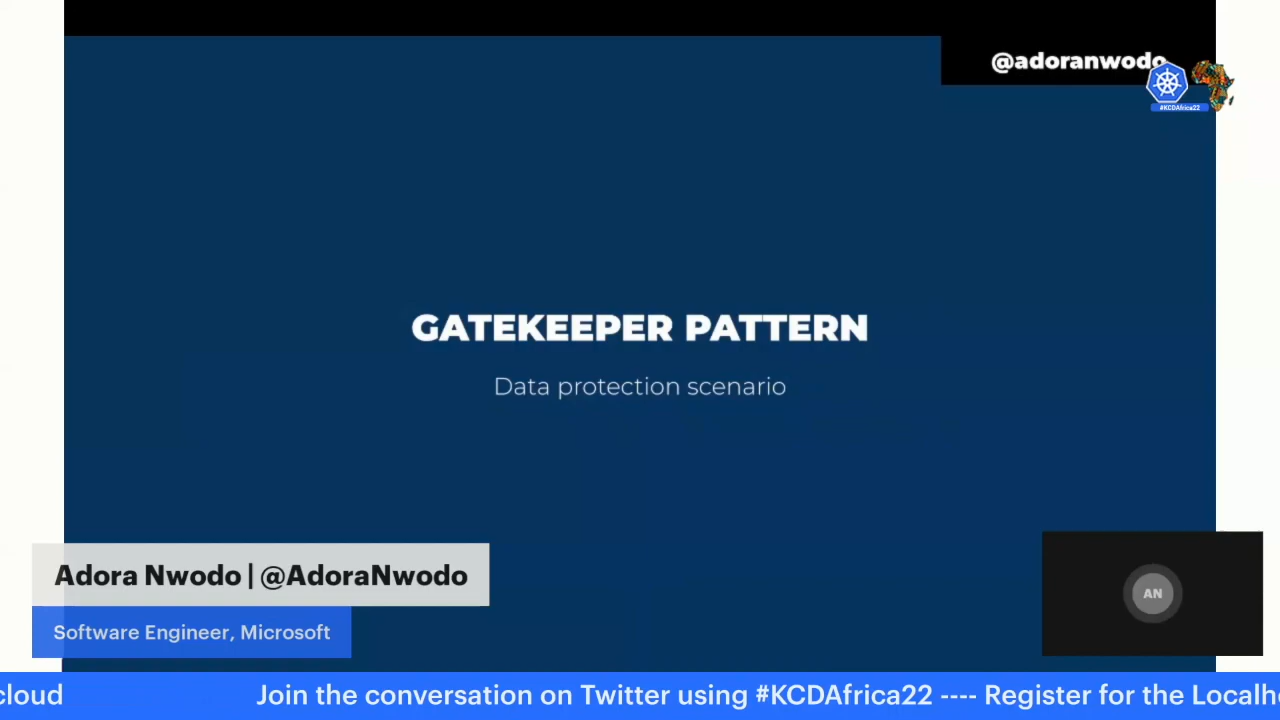 @adoranwodo
#KCDAfrica22
GATEKEEPER PATTERN
Data protection scenario
Adora Nwodo | @AdoraNwodo
AN
Software Engineer, Microsoft
cloud Join the conversation on Twitter using #KCDAfrica22 ---- Register for the Localh